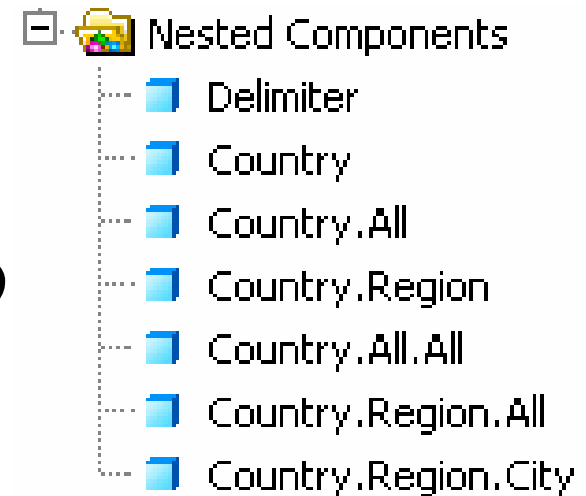 Nested Components
Delimiter
Country
Country.All
Country.Region
Country.All.All
Country.Region.All
Country.Region.City